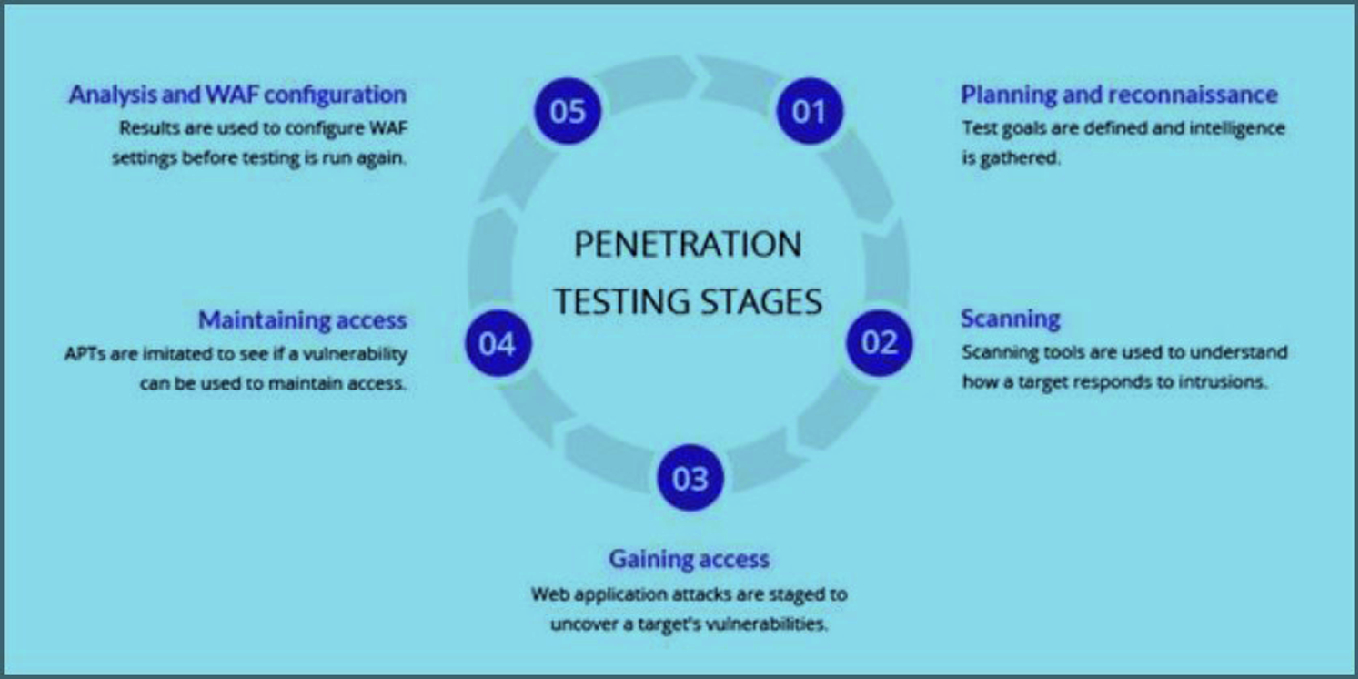 PENETRATION
TESTING STAGES
01
Planning and reconnaissance
Test goals are defined and intelligence
is gathered.
02
Scanning
Scanning tools are used to understand
how a target responds to intrusions.
03
Gaining access
Web application attacks are staged to
uncover a target's vulnerabilities.
04
Maintaining access
APTs are imitated to see if a vulnerability
can be used to maintain access.
05
Analysis and WAF configuration
Results are used to configure WAF
settings before testing is run again.